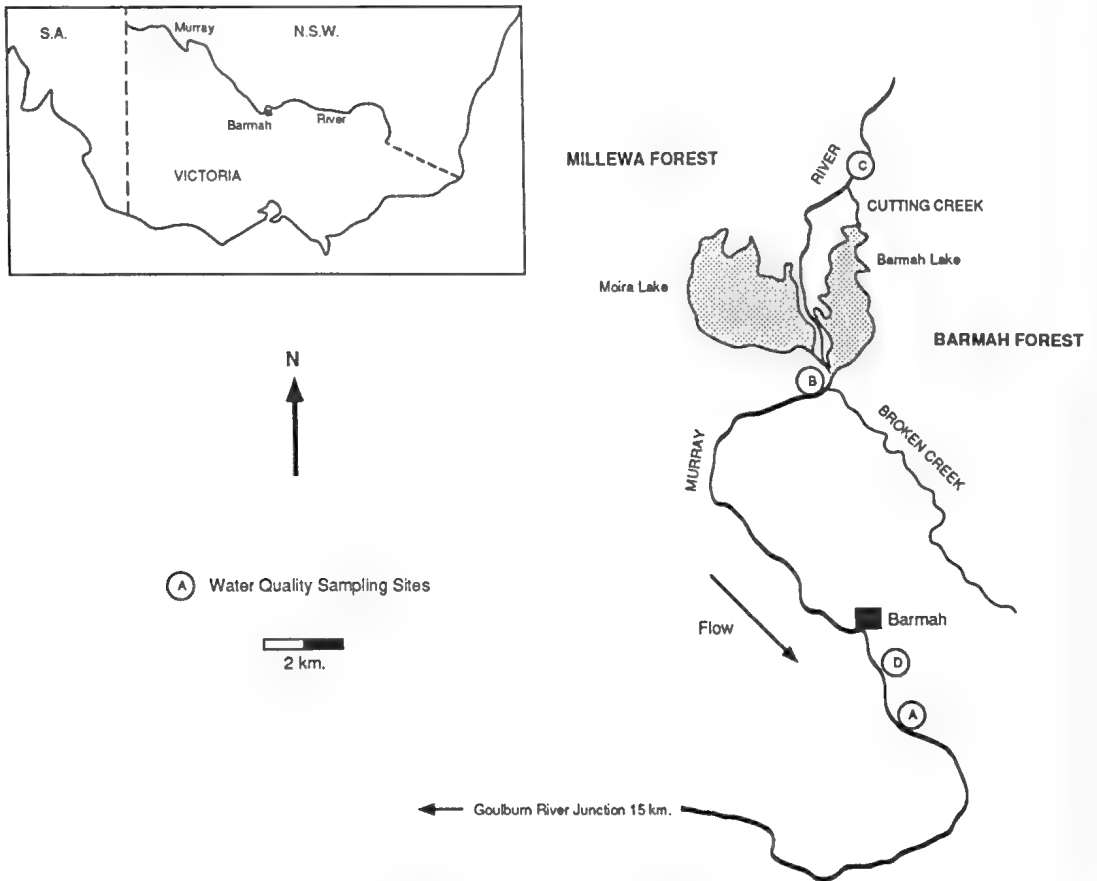 S.A.
Murray
N.S.W.
Barmah
River
VICTORIA
MILLEWA FOREST
RIVER
C
CUTTING CREEK
Barmah Lake
Moira Lake
BARMAH FOREST
N
B
MURRAY
BROKEN CREEK
A Water Quality Sampling Sites
2 km.
Flow
Barmah
D
A
Goulburn River Junction 15 km.